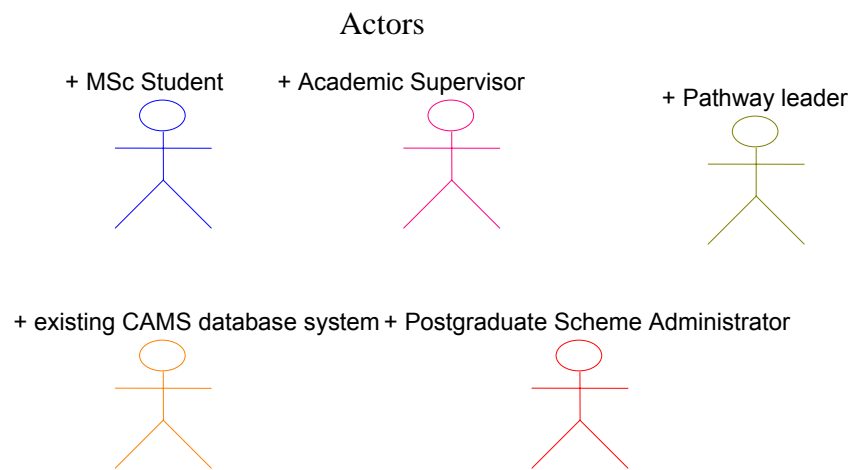 Actors
+ MSc Student
+ Academic Supervisor
+ Pathway leader
+ existing CAMS database system
+ Postgraduate Scheme Administrator